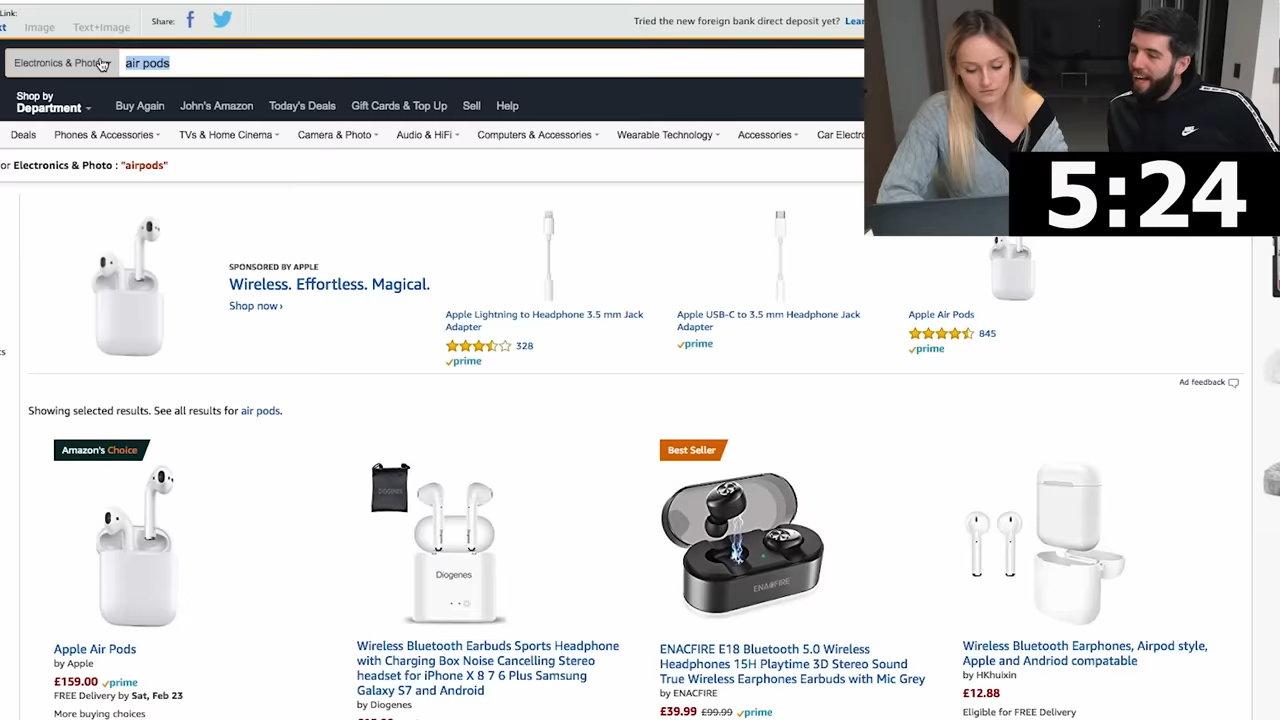 Link:
Image
Text+Image
Share:
Tried the new foreign bank direct deposit yet?
Electronics & Photo
air pods
Shop by
Department
Buy Again
John's Amazon
Today's Deals
Gift Cards & Top Up
Sell
Help
Deals
Phones & Accessories
TVs & Home Cinema
Camera & Photo
Audio & HiFi
Computers & Accessories
Wearable Technology
Accessories
Car Electro
or Electronics & Photo : "airpods"
5:24
SPONSORED BY APPLE
Wireless. Effortless. Magical.
Shop now ›
Apple Lightning to Headphone 3.5 mm Jack
Adapter
328
prime
Apple USB-C to 3.5 mm Headphone Jack
Adapter
prime
Apple Air Pods
845
prime
Ad feedback
Showing selected results. See all results for air pods.
Amazon's Choice
Apple Air Pods
by Apple
£159.00 prime
FREE Delivery by Sat, Feb 23
More buying choices
Diogenes
Wireless Bluetooth Earbuds Sports Headphone
with Charging Box Noise Cancelling Stereo
headset for iPhone X 8 7 6 Plus Samsung
Galaxy S7 and Android
by Diogenes
Best Seller
ENACFIRE
ENACFIRE E18 Bluetooth 5.0 Wireless
Headphones 15H Playtime 3D Stereo Sound
True Wireless Earphones Earbuds with Mic Grey
by ENACFIRE
£39.99 £99.99 prime
Wireless Bluetooth Earphones, Airpod style,
Apple and Andriod compatable
by HKhuixin
£12.88
Eligible for FREE Delivery